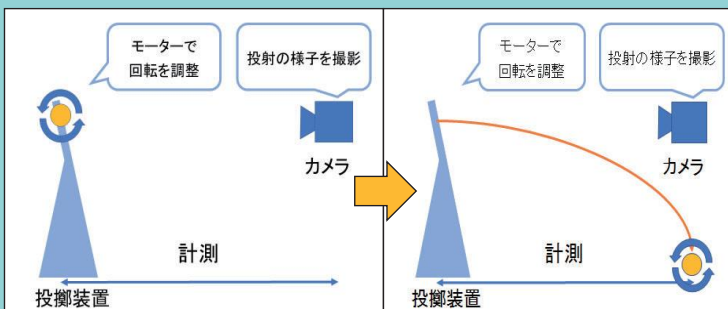 モーターで
回転を調整
投射の様子を撮影
カメラ
計測
投擲装置
モーターで
回転を調整
投射の様子を撮影
カメラ
計測
投擲装置